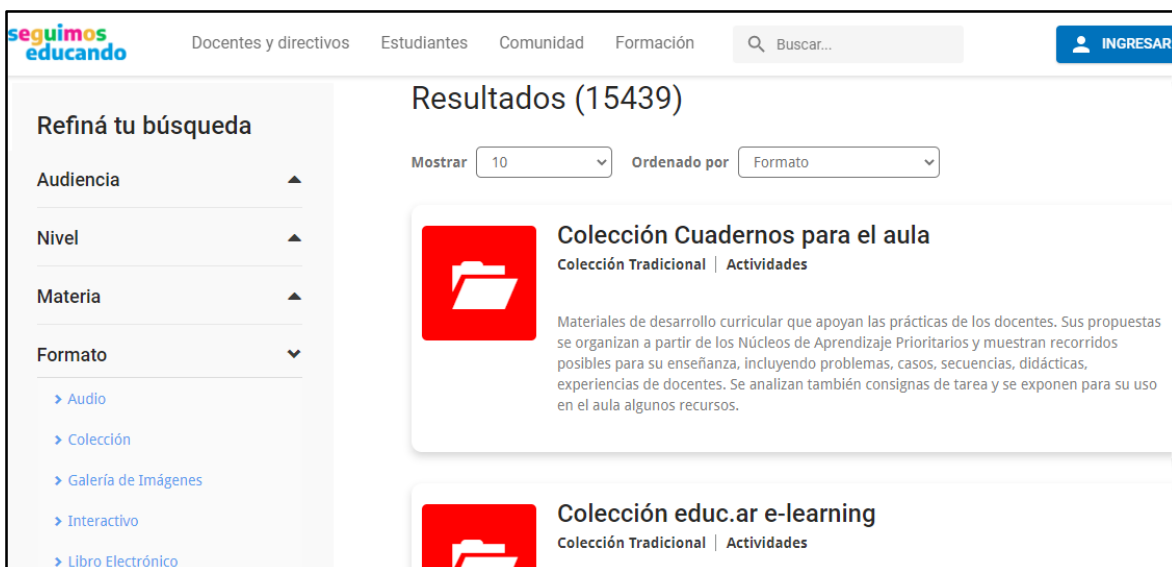 seguimos
educando
Docentes y directivos
Estudiantes
Comunidad
Formación
Buscar...
INGRESAR
Refiná tu búsqueda
Audiencia
Nivel
Materia
Formato
Audio
Colección
Galería de Imágenes
Interactivo
Libro Electrónico
Resultados (15439)
Mostrar 10 Ordenado por Formato
Colección Cuadernos para el aula
Colección Tradicional | Actividades
Materiales de desarrollo curricular que apoyan las prácticas de los docentes. Sus propuestas
se organizan a partir de los Núcleos de Aprendizaje Prioritarios y muestran recorridos
posibles para su enseñanza, incluyendo problemas, casos, secuencias, didácticas,
experiencias de docentes. Se analizan también consignas de tarea y se exponen para su uso
en el aula algunos recursos.
Colección educ.ar e-learning
Colección Tradicional | Actividades